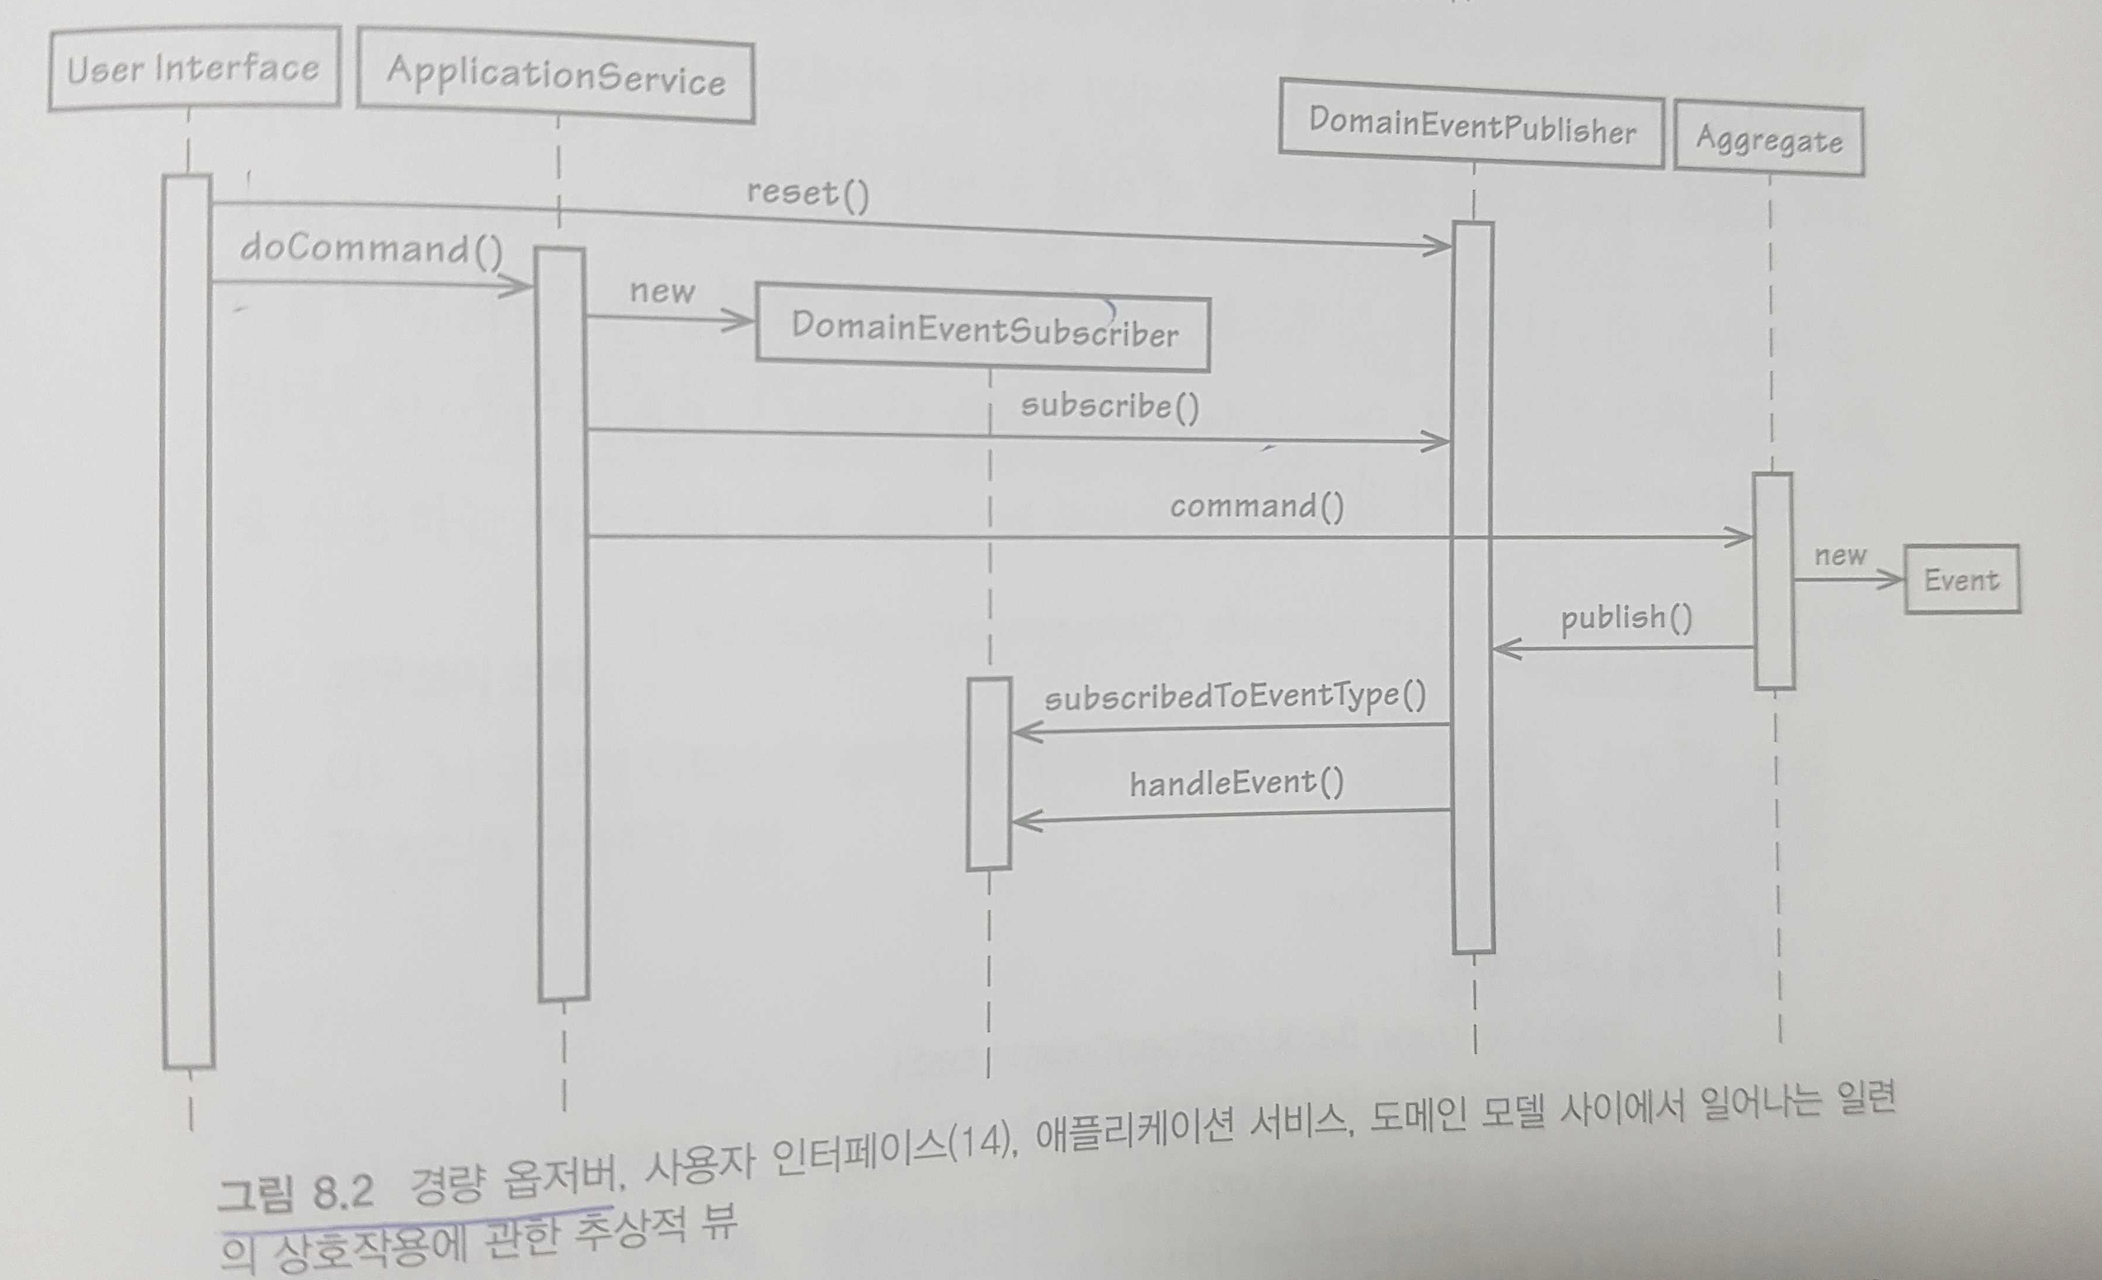 User Interface
ApplicationService
DomainEventPublisher
Aggregate
reset()
doCommand()
new
DomainEventSubscriber
subscribe()
command()
new
Event
publish()
subscribedToEventType()
handleEvent()
그림 8.2 경량 옵저버, 사용자 인터페이스(14), 애플리케이션 서비스, 도메인 모델 사이에서 일어나는 일련
의 상호작용에 관한 추상적 뷰